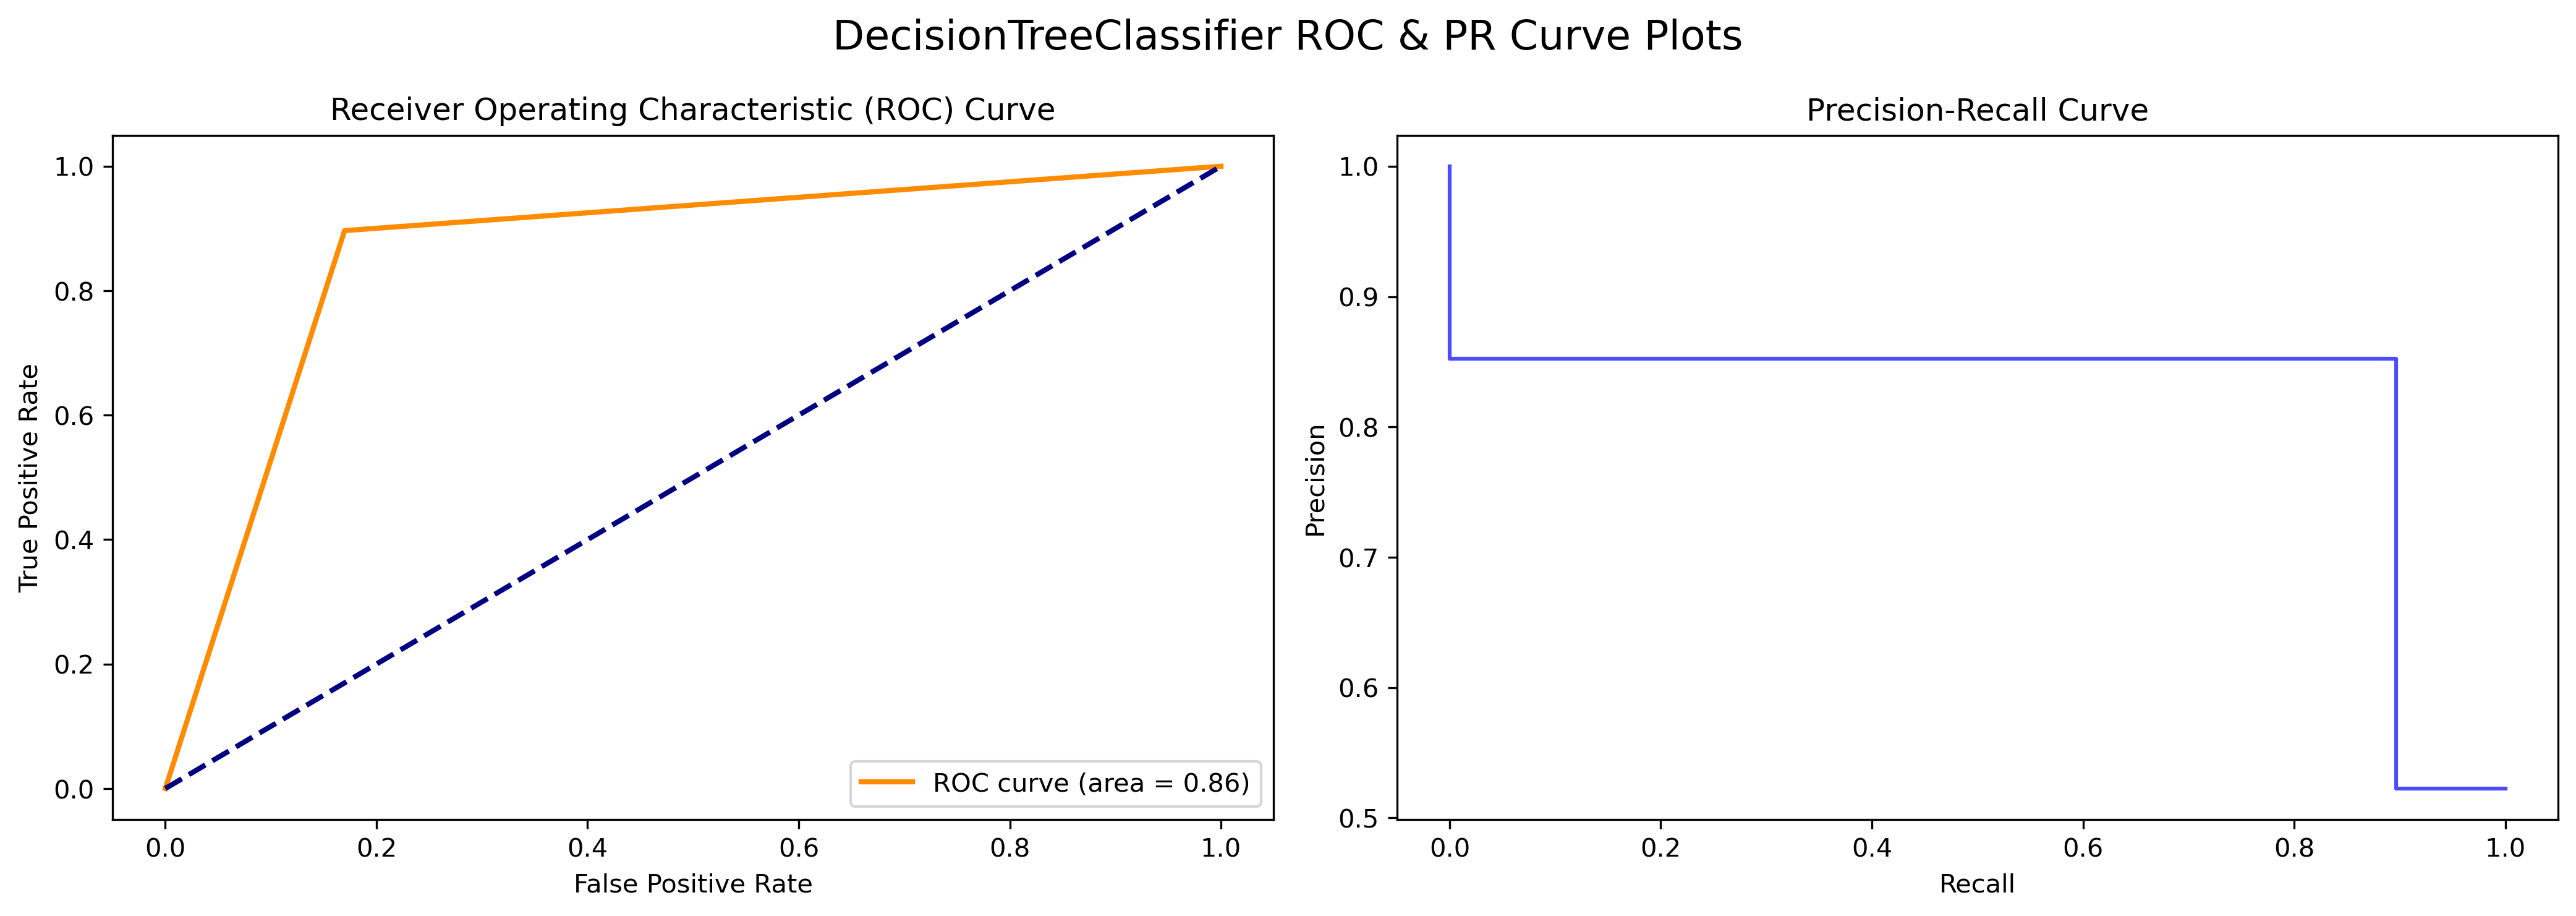 DecisionTreeClassifier ROC & PR Curve Plots
Receiver Operating Characteristic (ROC) Curve
1.0
0.8
0.6
0.4
0.2
0.0
True Positive Rate
0.0 0.2 0.4 0.6 0.8 1.0
False Positive Rate
ROC curve (area = 0.86)
Precision-Recall Curve
1.0
0.9
0.8
0.7
0.6
0.5
Precision
0.0 0.2 0.4 0.6 0.8 1.0
Recall